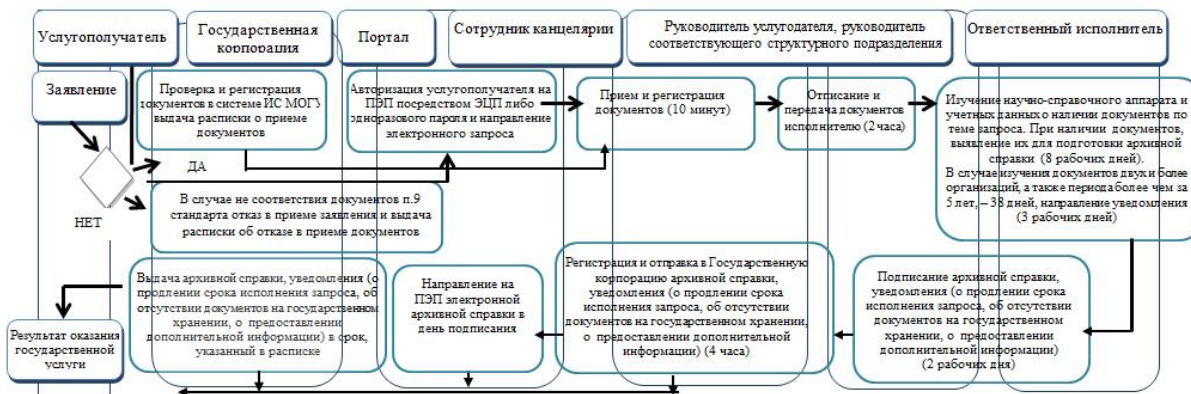 Услугополучатель
Государственная
корпорация
Портал
Сотрудник канцелярии
Руководитель услугодателя, руководитель
соответствующего структурного подразделения
Ответственный исполнитель
Заявление
Проверка и регистрация
документов в системе ИС МОГУ
выдача расписки о приеме
документов
Авторизация услугополучателя на
ПЭП посредством ЭЦП либо
одноразового пароля и направление
электронного запроса
Прием и регистрация
документов (10 минут)
Отписание и
передача документов
исполнителю (2 часа)
Изучение научно-справочного аппарата и
учетных данных о наличии документов по
теме запроса. При наличии документов,
выявление их для подготовки архивной
справки (8 рабочих дней).
В случае изучения документов двух и более
организаций, а также периода более чем за
5 лет, – 38 дней, направление уведомления
(3 рабочих дней)
ДА
НЕТ
В случае не соответствия документов п.9
стандарта отказ в приеме заявления и выдача
расписки об отказе в приеме документов
Результат оказания
государственной
услуги
Выдача архивной справки, уведомления (о
продлении срока исполнения запроса, об
отсутствии документов на государственном
хранении, о предоставлении
дополнительной информации) в срок,
указанный в расписке
Направление на
ПЭП электронной
архивной справки в
день подписания
Регистрация и отправка в Государственную
корпорацию архивной справки,
уведомления (о продлении срока
исполнения запроса, об отсутствии
документов на государственном хранении,
о предоставлении дополнительной
информации) (4 часа)
Подписание архивной справки,
уведомления (о продлении срока
исполнения запроса, об отсутствии
документов на государственном
хранении, о предоставлении
дополнительной информации)
(2 рабочих дня)